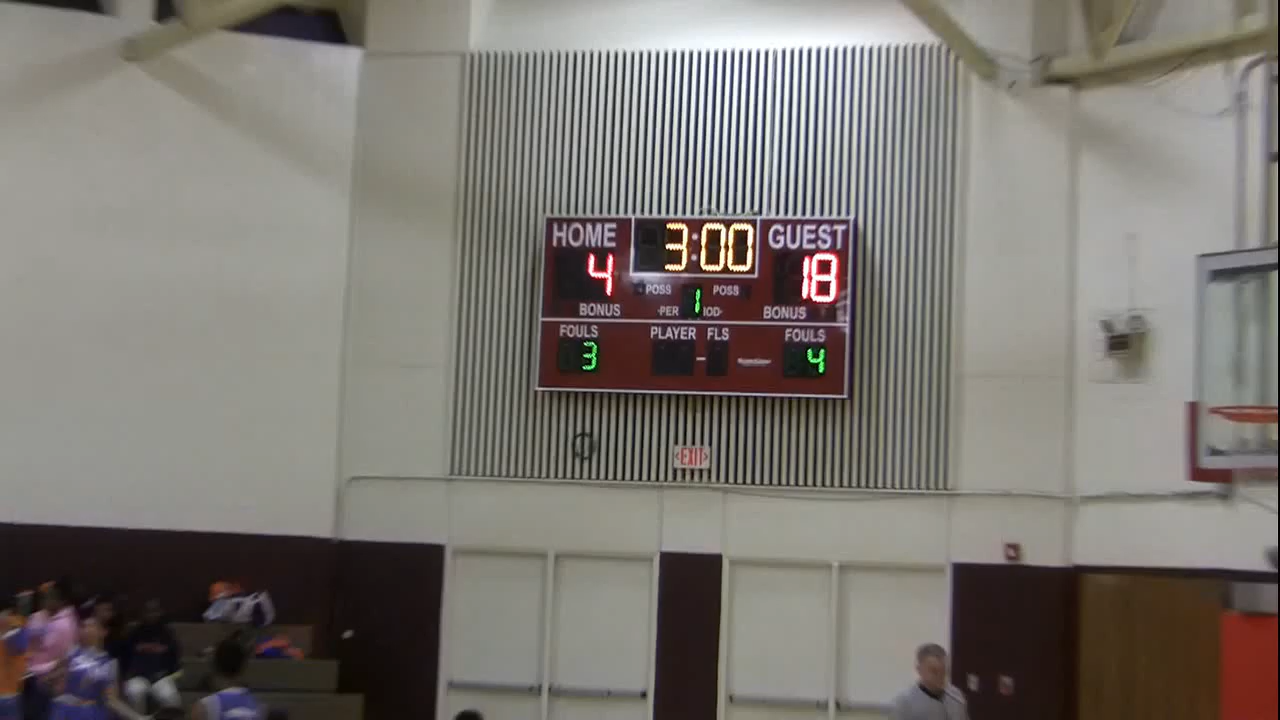 HOME 3:00 GUEST
4 18
POSS POSS
BONUS -PER 1 IOD- BONUS
FOULS PLAYER FLS FOULS
3 - 4
EXIT